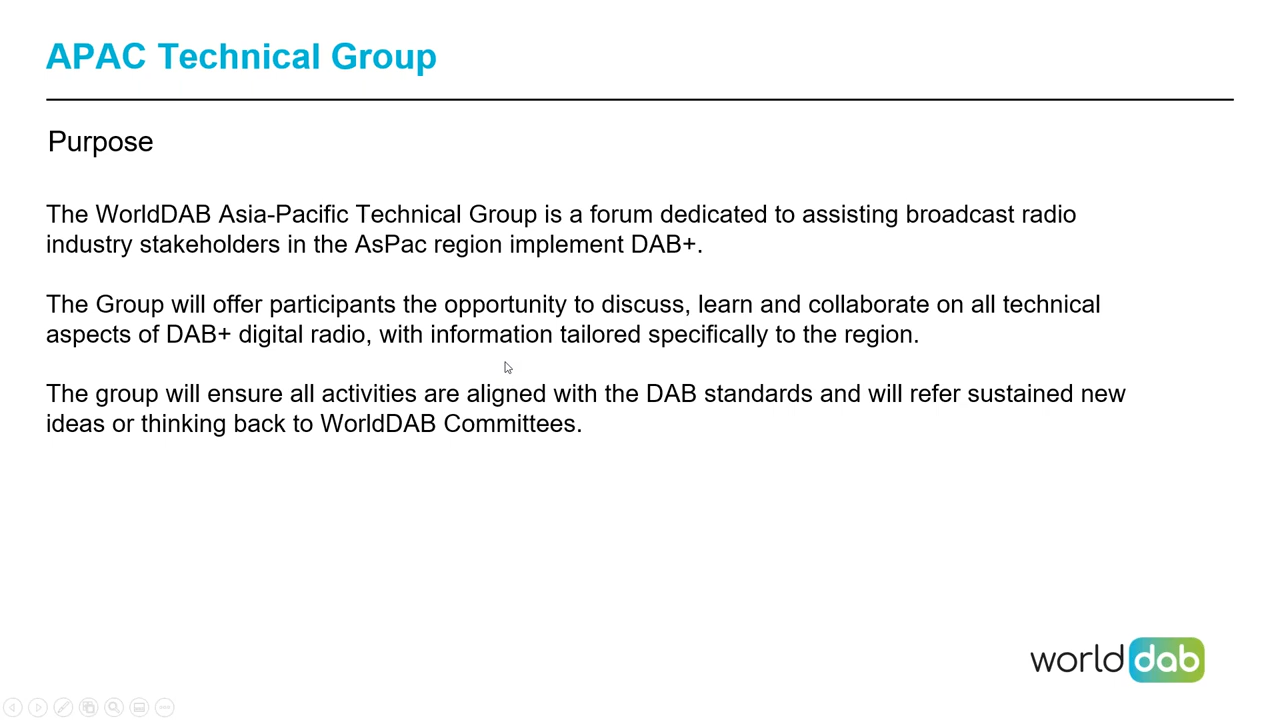 APAC Technical Group
Purpose
The WorldDAB Asia-Pacific Technical Group is a forum dedicated to assisting broadcast radio
industry stakeholders in the AsPac region implement DAB+.
The Group will offer participants the opportunity to discuss, learn and collaborate on all technical
aspects of DAB+ digital radio, with information tailored specifically to the region.
The group will ensure all activities are aligned with the DAB standards and will refer sustained new
ideas or thinking back to WorldDAB Committees.
world dab